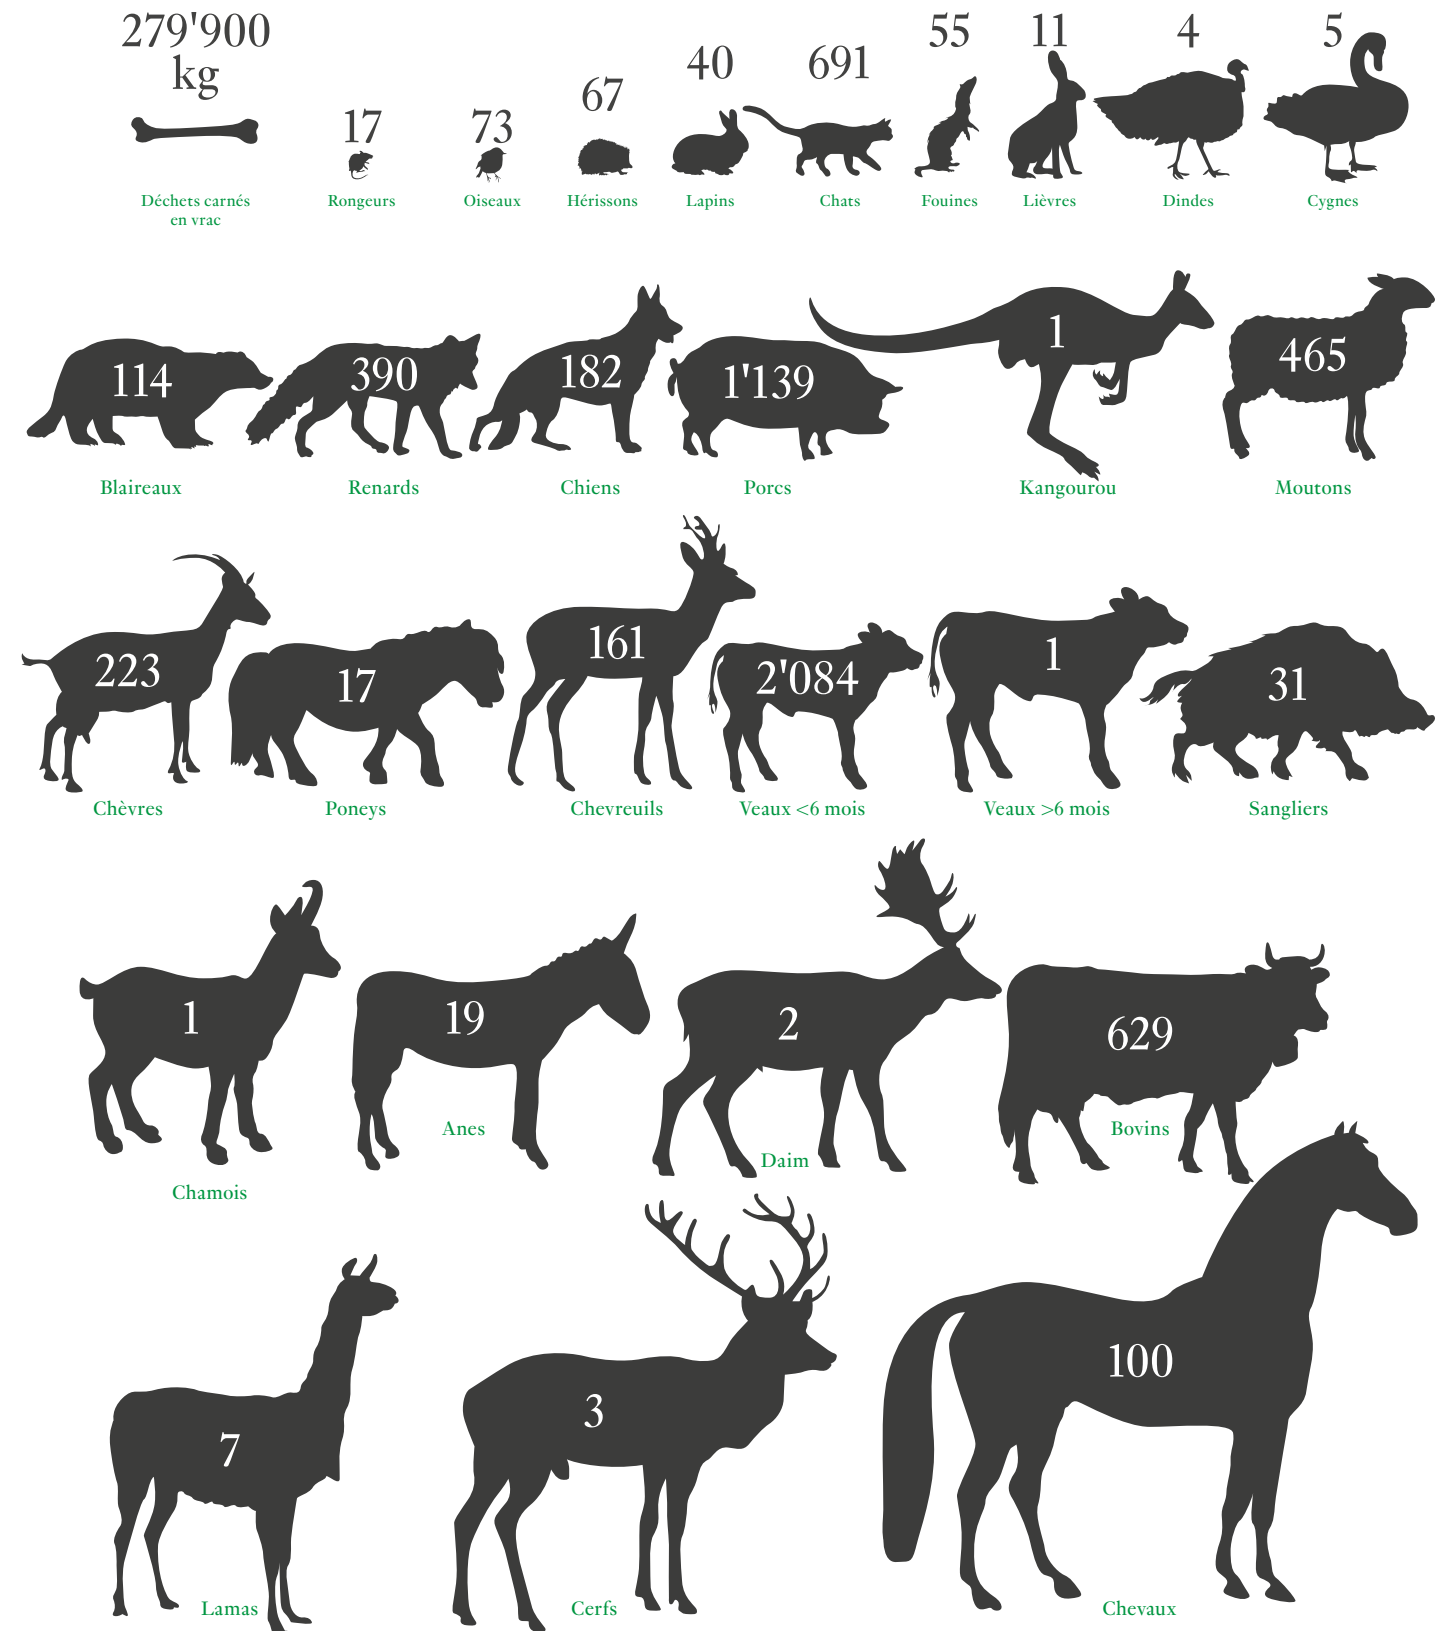 279'900
kg
Déchets carnés
en vrac
17
Rongeurs
73
Oiseaux
67
Hérissons
40
Lapins
691
Chats
55
Fouines
11
Lièvres
4
Dindes
5
Cygnes
114
Blaireaux
390
Renards
182
Chiens
1'139
Porcs
1
Kangourou
465
Moutons
223
Chèvres
17
Poneys
161
Chevreuils
2'084
Veaux <6 mois
1
Veaux >6 mois
31
Sangliers
1
Chamois
19
Anes
2
Daim
629
Bovins
7
Lamas
3
Cerfs
100
Chevaux